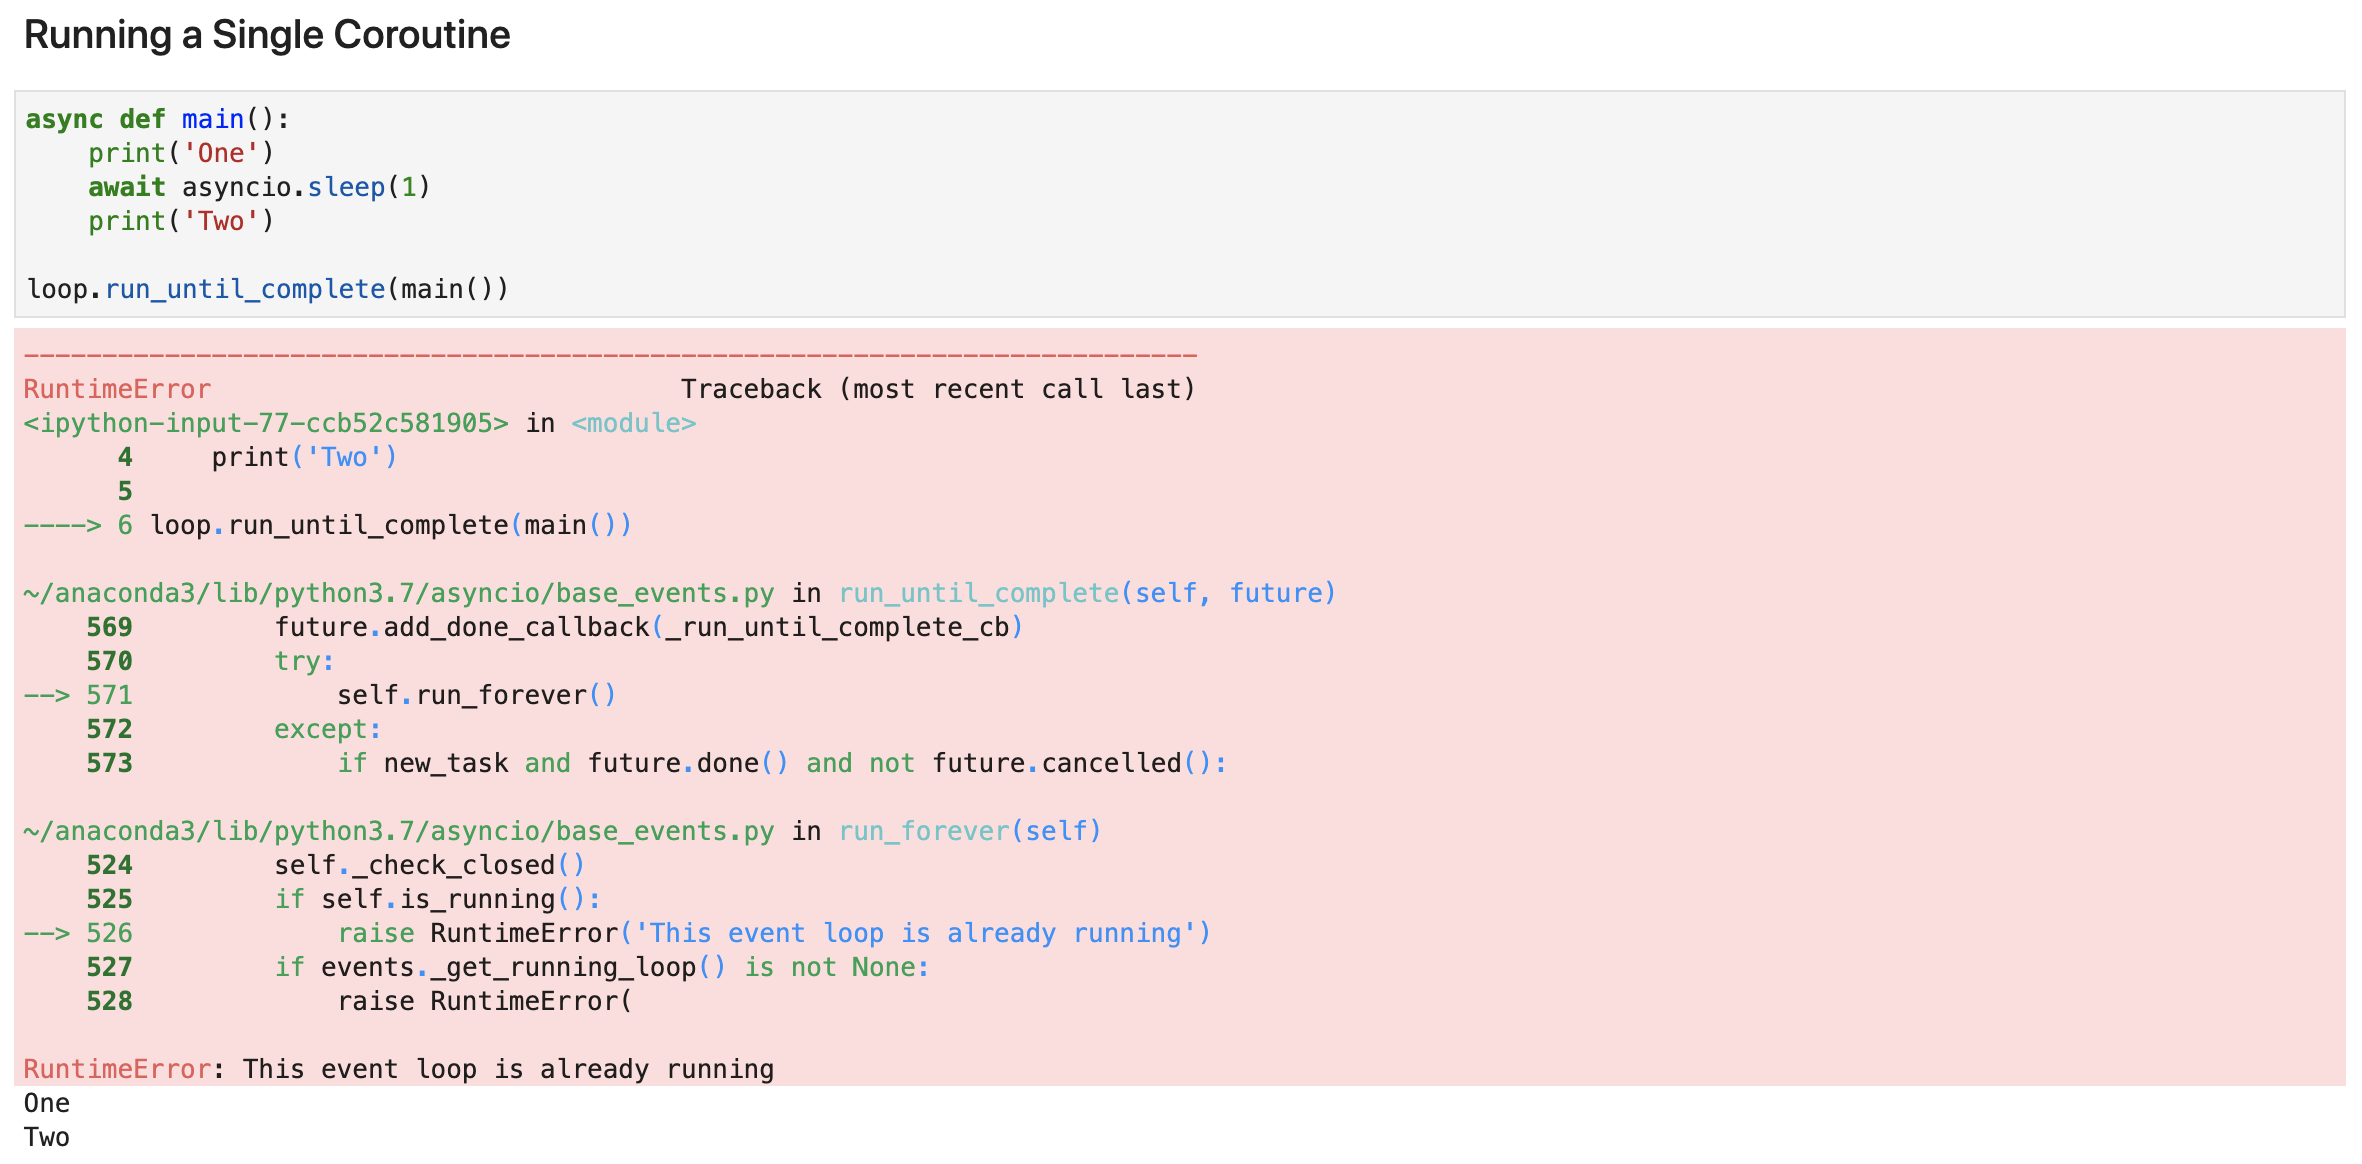 Running a Single Coroutine
async def main():
    print('One')
    await asyncio.sleep(1)
    print('Two')

loop.run_until_complete(main())
---------------------------------------------------------------------------
RuntimeError                              Traceback (most recent call last)
<ipython-input-77-ccb52c581905> in <module>
      4     print('Two')
      5
----> 6 loop.run_until_complete(main())

~/anaconda3/lib/python3.7/asyncio/base_events.py in run_until_complete(self, future)
    569         future.add_done_callback(_run_until_complete_cb)
    570         try:
--> 571             self.run_forever()
    572         except:
    573             if new_task and future.done() and not future.cancelled():

~/anaconda3/lib/python3.7/asyncio/base_events.py in run_forever(self)
    524         self._check_closed()
    525         if self.is_running():
--> 526             raise RuntimeError('This event loop is already running')
    527         if events._get_running_loop() is not None:
    528             raise RuntimeError(

RuntimeError: This event loop is already running
One
Two